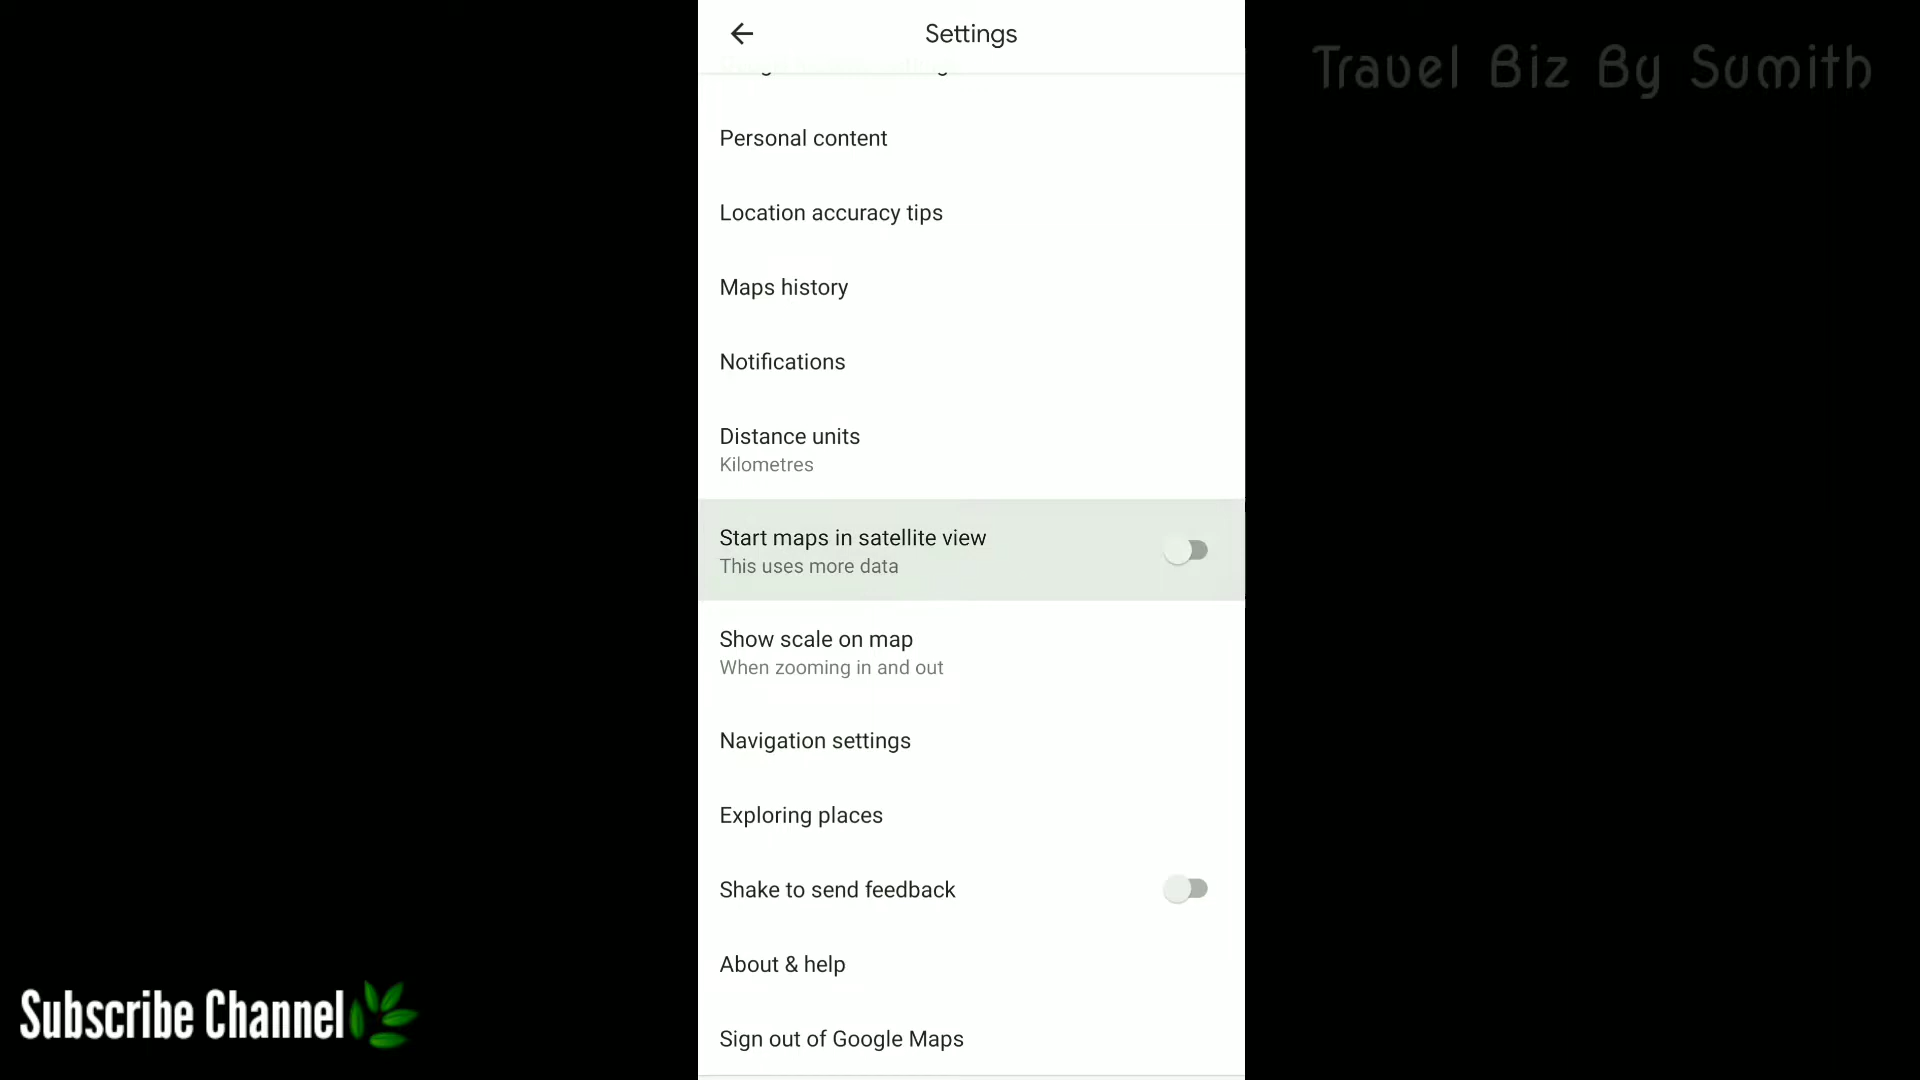 Settings
Travel Biz By Sumith
Personal content
Location accuracy tips
Maps history
Notifications
Distance units
Kilometres
Start maps in satellite view
This uses more data
Show scale on map
When zooming in and out
Navigation settings
Exploring places
Shake to send feedback
About & help
Subscribe Channel
Sign out of Google Maps